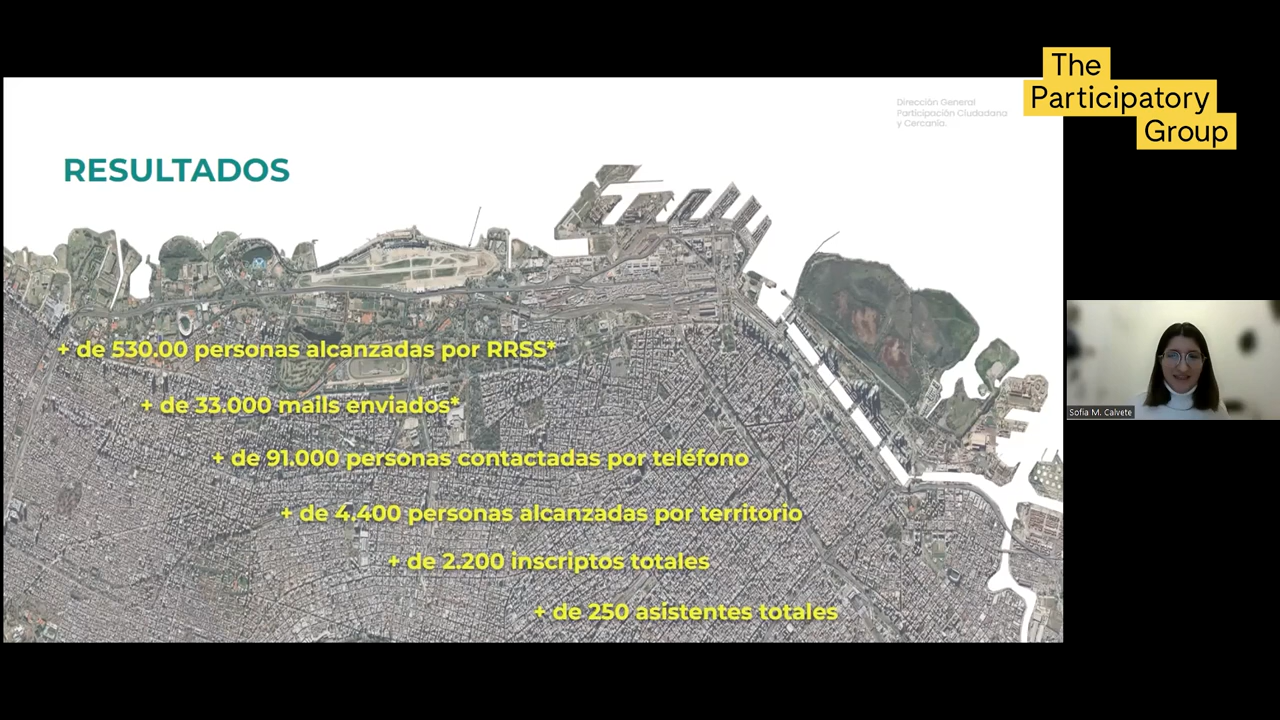 Dirección General
Participación Ciudadana
y Cercanía.
The
Participatory
Group
RESULTADOS
+ de 530.00 personas alcanzadas por RRSS*
+ de 33.000 mails enviados*
+ de 91.000 personas contactadas por teléfono
+ de 4.400 personas alcanzadas por territorio
+ de 2.200 inscriptos totales
+ de 250 asistentes totales
Sofia M. Calvete